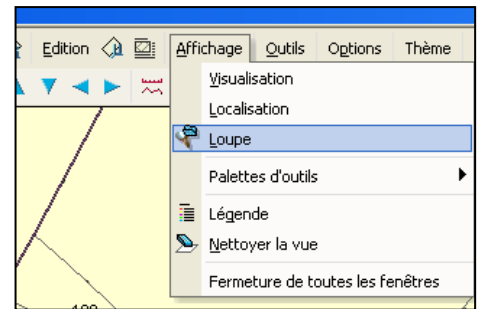 Edition Affichage Outils Options Thème
Visualisation
Localisation
Loupe
Palettes d'outils
Légende
Nettoyer la vue
Fermeture de toutes les fenêtres